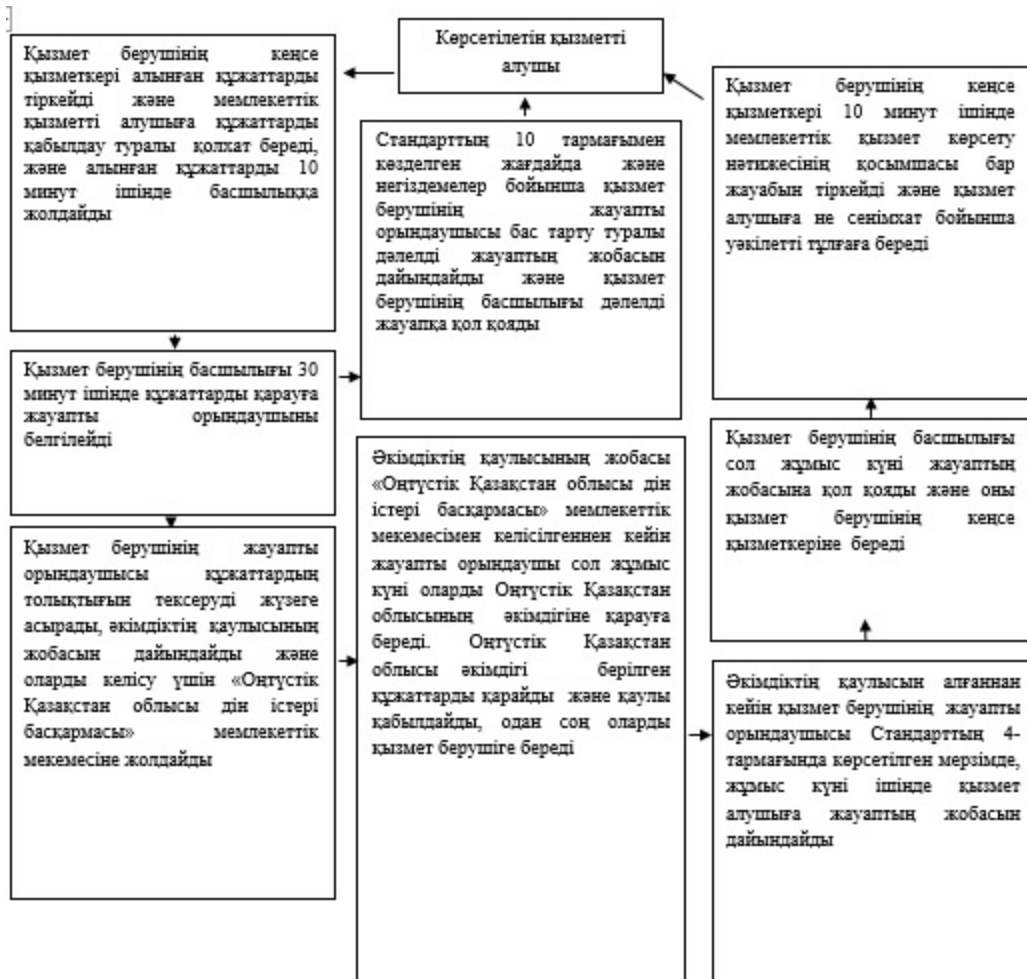 Көрсетілетін қызметті
алушы
Қызмет берушінің кеңсе
қызметкері алынған құжаттарды
тіркейді және мемлекеттік
қызметті алушыға құжаттарды
қабылдау туралы қолхат береді,
және алынған құжаттарды 10
минут ішінде басшылыққа
жолдайды
Қызмет берушінің басшылығы 30
минут ішінде құжаттарды қарауға
жауапты орындаушыны
белгілейді
Қызмет берушінің жауапты
орындаушысы құжаттардың
толықтығын тексеруді жүзеге
асырады, әкімдіктің қаулысының
жобасын дайындайды және
оларды келісу үшін «Оңтүстік
Қазақстан облысы дін істері
басқармасы» мемлекеттік
мекемесіне жолдайды
Стандарттың 10 тармағымен
көзделген жағдайда және
негіздемелер бойынша қызмет
берушінің жауапты
орындаушысы бас тарту туралы
дәлелді жауаптың жобасын
дайындайды және қызмет
берушінің басшылығы дәлелді
жауапқа қол қояды
Әкімдіктің қаулысының жобасы
«Оңтүстік Қазақстан облысы дін
істері басқармасы» мемлекеттік
мекемесімен келісілгеннен кейін
жауапты орындаушы сол жұмыс
күні оларды Оңтүстік Қазақстан
облысының әкімдігіне қарауға
береді. Оңтүстік Қазақстан
облысы әкімдігі берілген
құжаттарды қарайды және қаулы
қабылдайды, одан соң оларды
қызмет берушіге береді
Әкімдіктің қаулысын алғаннан
кейін қызмет берушінің жауапты
орындаушысы Стандарттың 4-
тармағында көрсетілген мерзімде,
жұмыс күні ішінде қызмет
алушыға жауаптың жобасын
дайындайды
Қызмет берушінің басшылығы
сол жұмыс күні жауаптың
жобасына қол қояды және оны
қызмет берушінің кеңсе
қызметкеріне береді
Қызмет берушінің кеңсе
қызметкері 10 минут ішінде
мемлекеттік қызмет көрсету
нәтижесінің қосымшасы бар
жауабын тіркейді және қызмет
алушыға не сенімхат бойынша
уәкілетті тұлғаға береді